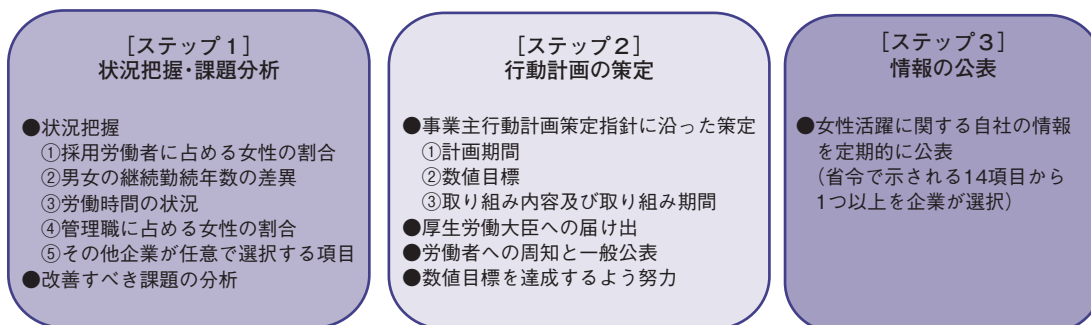 ［ステップ１］
状況把握・課題分析
●状況把握
①採用労働者に占める女性の割合
②男女の継続勤続年数の差異
③労働時間の状況
④管理職に占める女性の割合
⑤その他企業が任意で選択する項目
●改善すべき課題の分析
［ステップ２］
行動計画の策定
●事業主行動計画策定指針に沿った策定
①計画期間
②数値目標
③取り組み内容及び取り組み期間
●厚生労働大臣への届け出
●労働者への周知と一般公表
●数値目標を達成するよう努力
［ステップ３］
情報の公表
●女性活躍に関する自社の情報
を定期的に公表
（省令で示される14項目から
1つ以上を企業が選択）